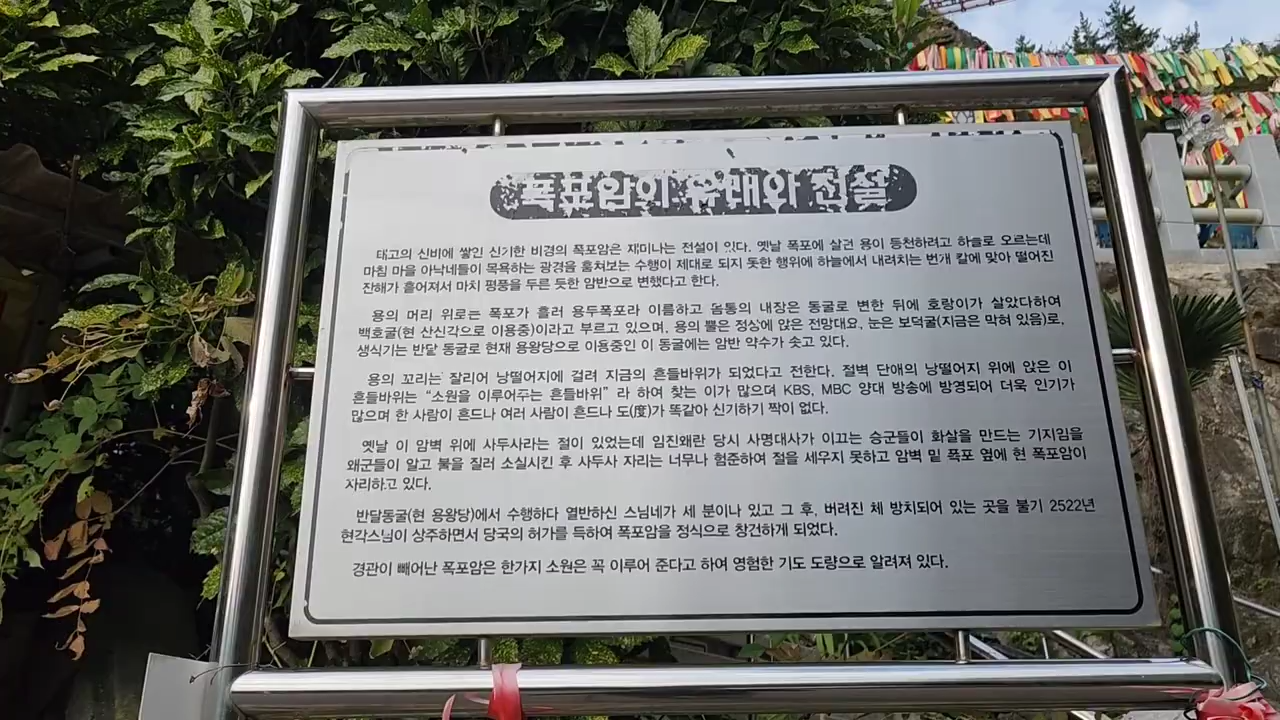 폭포암의 유래와 전설
태고의 신비에 쌓인 신기한 비경의 폭포암은 재미나는 전설이 있다. 옛날 폭포에 살던 용이 등천하려고 하늘로 오르는데
마침 마을 아낙네들이 목욕하는 광경을 훔쳐보는 수행이 제대로 되지 못한 행위에 하늘에서 내려치는 번개 칼에 맞아 떨어진
잔해가 흩어져서 마치 평풍을 두른 듯한 암반으로 변했다고 한다.
용의 머리 위로는 폭포가 흘러 용두폭포라 이름하고 몸통의 내장은 동굴로 변한 뒤에 호랑이가 살았다하여
백호굴(현 산신각으로 이용중)이라고 부르고 있으며, 용의 뿔은 정상에 앉은 전망대요, 눈은 보덕굴(지금은 막혀 있음)로,
생식기는 반달 동굴로 현재 용왕당으로 이용중인 이 동굴에는 암반 약수가 솟고 있다.
용의 꼬리는 잘리어 낭떨어지에 걸려 지금의 흔들바위가 되었다고 전한다. 절벽 단애의 낭떨어지 위에 앉은 이
흔들바위는 “소원을 이루어주는 흔들바위” 라 하여 찾는 이가 많으며 KBS, MBC 양대 방송에 방영되어 더욱 인기가
많으며 한 사람이 흔드나 여러 사람이 흔드나 도(度)가 똑같아 신기하기 짝이 없다.
옛날 이 암벽 위에 사두사라는 절이 있었는데 임진왜란 당시 사명대사가 이끄는 승군들이 화살을 만드는 기지임을
왜군들이 알고 불을 질러 소실시킨 후 사두사 자리는 너무나 험준하여 절을 세우지 못하고 암벽 밑 폭포 옆에 현 폭포암이
자리하고 있다.
반달동굴(현 용왕당)에서 수행하다 열반하신 스님네가 세 분이나 있고 그 후, 버려진 체 방치되어 있는 곳을 불기 2522년
현각스님이 상주하면서 당국의 허가를 득하여 폭포암을 정식으로 창건하게 되었다.
경관이 빼어난 폭포암은 한가지 소원은 꼭 이루어 준다고 하여 영험한 기도 도량으로 알려져 있다.